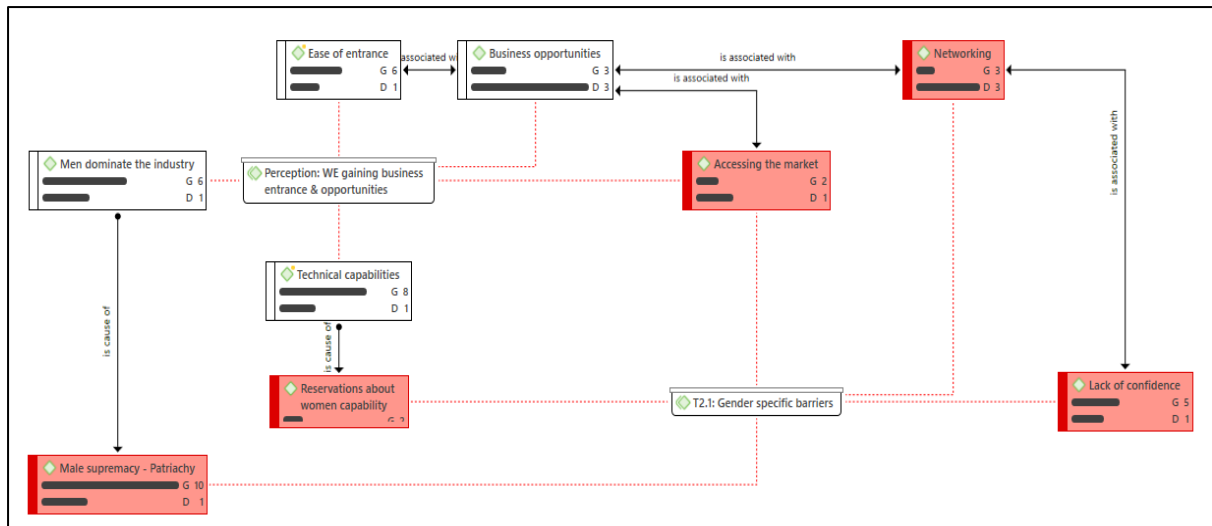 Ease of entrance
G 6
D 1
associated wi
Business opportunities
G 3
D 3
is associated with
is associated with
Networking
G 3
D 3
Men dominate the industry
G 6
D 1
Perception: WE gaining business
entrance & opportunities
Accessing the market
G 2
D 1
is associated with
Technical capabilities
G 8
D 1
is cause of
is cause of
Reservations about
women capability
G 2
T2.1: Gender specific barriers
Lack of confidence
G 5
D 1
Male supremacy - Patriachy
G 10
D 1